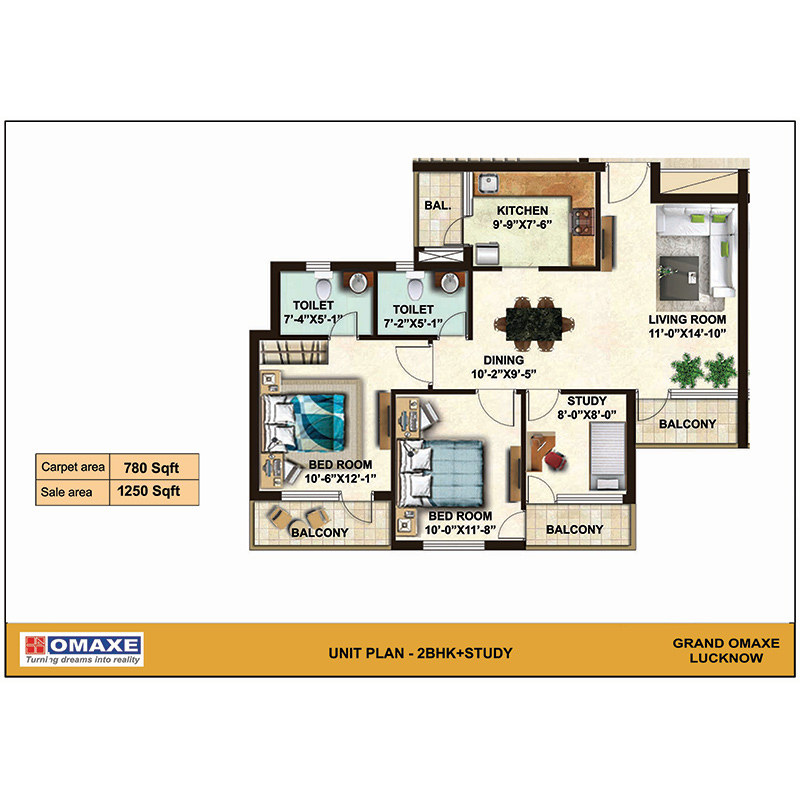 BAL.
KITCHEN
9'-9"X7'-6"
TOILET
7'-4"X5'-1"
TOILET
7'-2"X5'-1"
LIVING ROOM
11'-0"X14'-10"
DINING
10'-2"X9'-5"
STUDY
8'-0"X8'-0"
BALCONY
BED ROOM
10'-6"X12'-1"
BED ROOM
10'-0"X11'-8"
BALCONY
BALCONY
Carpet area 780 Sqft
Sale area 1250 Sqft
OMAXE
Turning dreams into reality
UNIT PLAN - 2BHK+STUDY
GRAND OMAXE
LUCKNOW